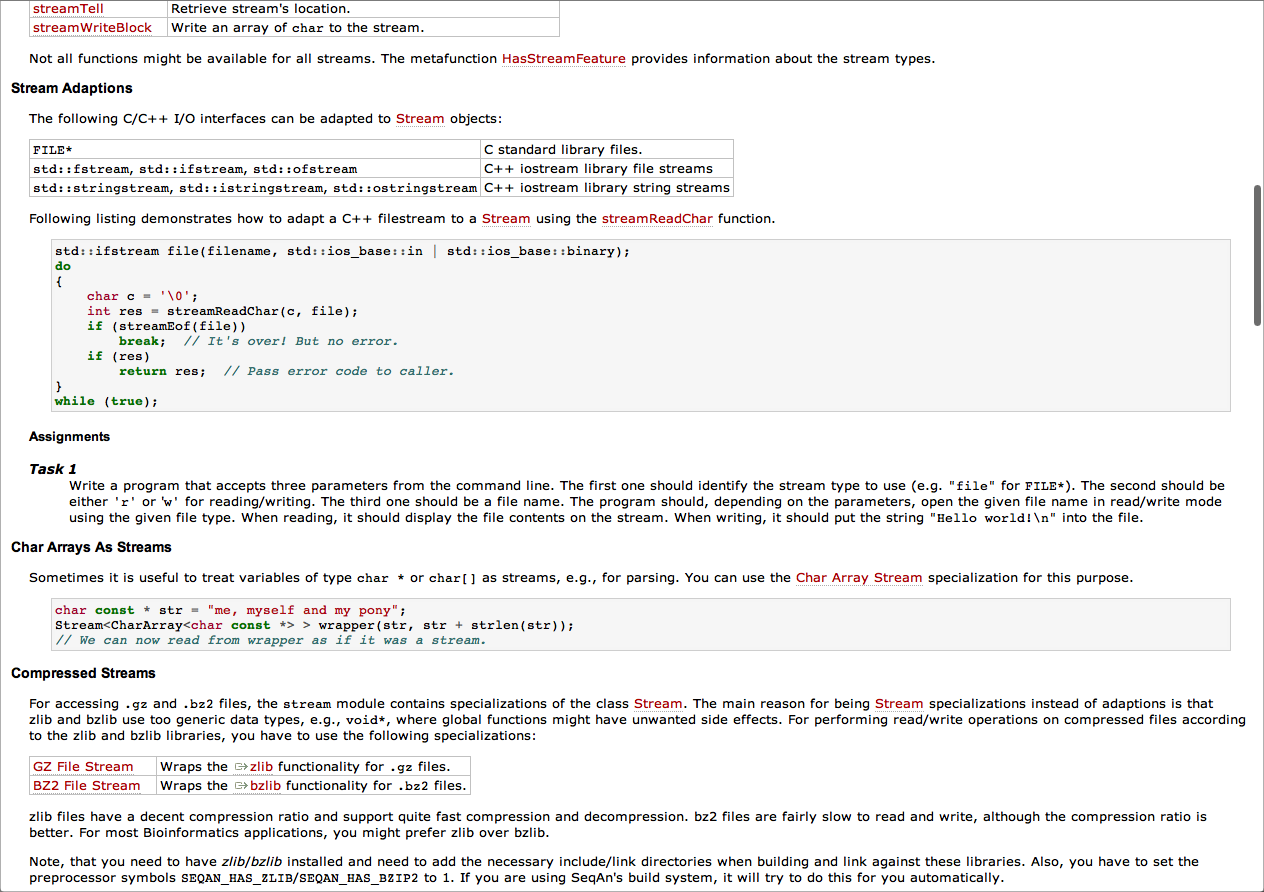 streamTell Retrieve stream's location.
streamWriteBlock Write an array of char to the stream.
Not all functions might be available for all streams. The metafunction HasStreamFeature provides information about the stream types.
Stream Adaptions
The following C/C++ I/O interfaces can be adapted to Stream objects:
FILE* C standard library files.
std::fstream, std::ifstream, std::ofstream C++ iostream library file streams
std::stringstream, std::istringstream, std::ostringstream C++ iostream library string streams
Following listing demonstrates how to adapt a C++ filestream to a Stream using the streamReadChar function.
std::ifstream file(filename, std::ios_base::in | std::ios_base::binary);
do
{
    char c = '\0';
    int res = streamReadChar(c, file);
    if (streamEof(file))
        break;  // It's over! But no error.
    if (res)
        return res;  // Pass error code to caller.
}
while (true);
Assignments
Task 1
Write a program that accepts three parameters from the command line. The first one should identify the stream type to use (e.g. "file" for FILE*). The second should be
either 'r' or 'w' for reading/writing. The third one should be a file name. The program should, depending on the parameters, open the given file name in read/write mode
using the given file type. When reading, it should display the file contents on the stream. When writing, it should put the string "Hello world!\n" into the file.
Char Arrays As Streams
Sometimes it is useful to treat variables of type char * or char[] as streams, e.g., for parsing. You can use the Char Array Stream specialization for this purpose.
char const * str = "me, myself and my pony";
Stream<CharArray<char const *> > wrapper(str, str + strlen(str));
// We can now read from wrapper as if it was a stream.
Compressed Streams
For accessing .gz and .bz2 files, the stream module contains specializations of the class Stream. The main reason for being Stream specializations instead of adaptions is that
zlib and bzlib use too generic data types, e.g., void*, where global functions might have unwanted side effects. For performing read/write operations on compressed files according
to the zlib and bzlib libraries, you have to use the following specializations:
GZ File Stream Wraps the zlib functionality for .gz files.
BZ2 File Stream Wraps the bzlib functionality for .bz2 files.
zlib files have a decent compression ratio and support quite fast compression and decompression. bz2 files are fairly slow to read and write, although the compression ratio is
better. For most Bioinformatics applications, you might prefer zlib over bzlib.
Note, that you need to have zlib/bzlib installed and need to add the necessary include/link directories when building and link against these libraries. Also, you have to set the
preprocessor symbols SEQAN_HAS_ZLIB/SEQAN_HAS_BZIP2 to 1. If you are using SeqAn's build system, it will try to do this for you automatically.